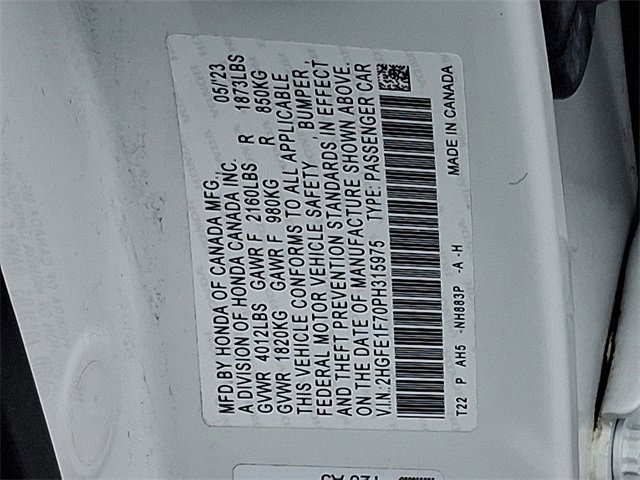 MFD.BY HONDA OF CANADA MFG., 05/23
A DIVISION OF HONDA CANADA INC.
GVWR 4012LBS GAWR F 2160LBS R 1873LBS
GVWR 1820KG GAWR F 980KG R 850KG
THIS VEHICLE CONFORMS TO ALL APPLICABLE
FEDERAL MOTOR VEHICLE SAFETY , BUMPER ,
AND THEFT PREVENTION STANDARDS IN EFFECT
ON THE DATE OF MANUFACTURE SHOWN ABOVE.
V.I.N.:2HGFE1F70PH315975 TYPE: PASSENGER CAR
T22 P AH5 -NH883P -A -H MADE IN CANADA